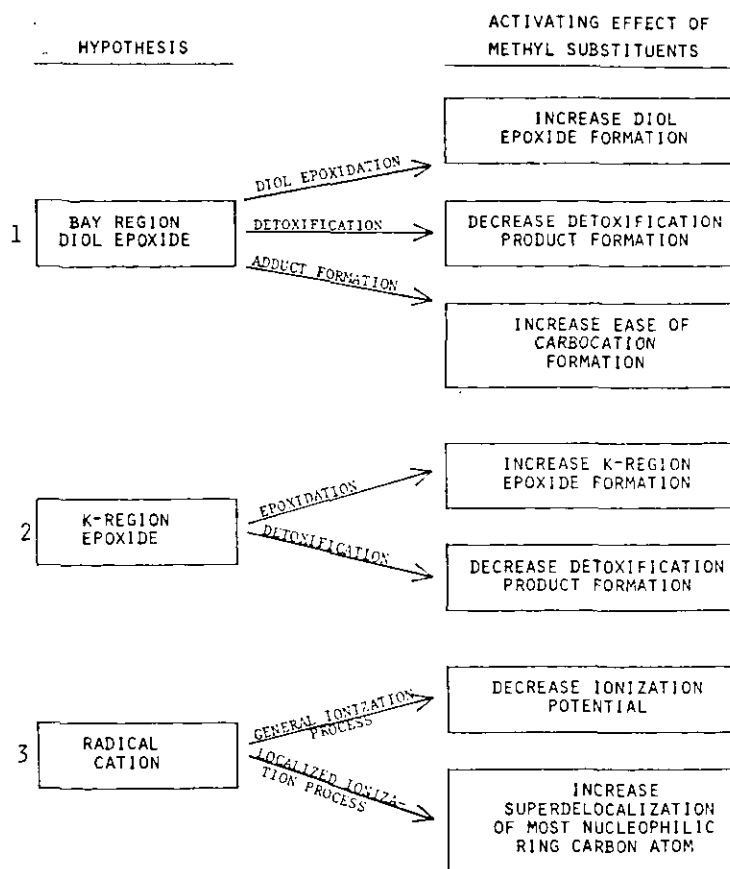 HYPOTHESIS
ACTIVATING EFFECT OF
METHYL SUBSTITUENTS
1
BAY REGION
DIOL EPOXIDE
DIOL EPOXIDATION
INCREASE DIOL
EPOXIDE FORMATION
DETOXIFICATION
DECREASE DETOXIFICATION
PRODUCT FORMATION
ADDUCT FORMATION
INCREASE EASE OF
CARBOCATION
FORMATION
2
K-REGION
EPOXIDE
EPOXIDATION
INCREASE K-REGION
EPOXIDE FORMATION
DETOXIFICATION
DECREASE DETOXIFICATION
PRODUCT FORMATION
3
RADICAL
CATION
GENERAL IONIZATION
PROCESS
DECREASE IONIZATION
POTENTIAL
LOCALIZED IONIZA-
TION PROCESS
INCREASE
SUPERDELOCALIZATION
OF MOST NUCLEOPHILIC
RING CARBON ATOM